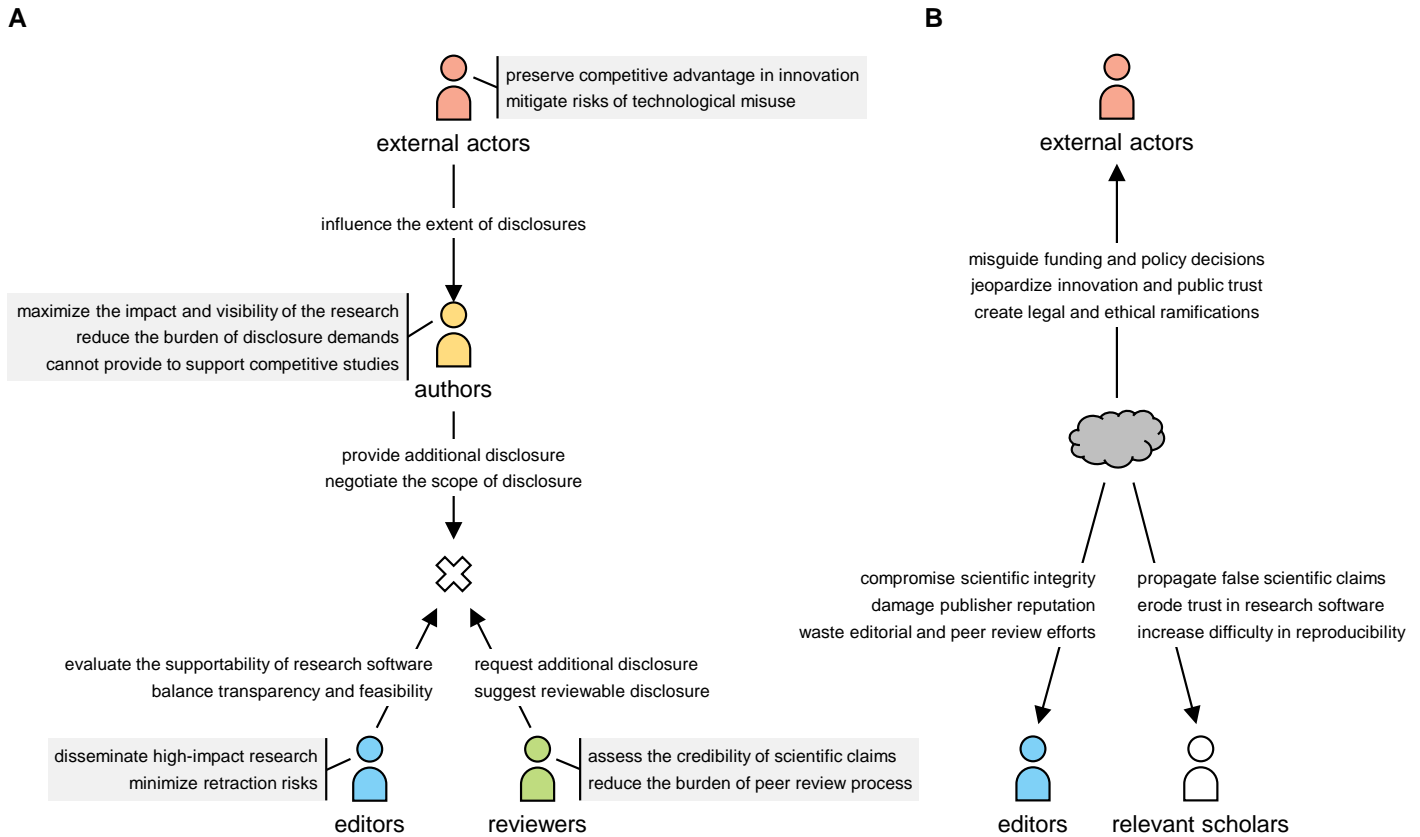 A
preserve competitive advantage in innovation
mitigate risks of technological misuse
external actors
influence the extent of disclosures
maximize the impact and visibility of the research
reduce the burden of disclosure demands
cannot provide to support competitive studies
authors
provide additional disclosure
negotiate the scope of disclosure
evaluate the supportability of research software
balance transparency and feasibility
request additional disclosure
suggest reviewable disclosure
disseminate high-impact research
minimize retraction risks
assess the credibility of scientific claims
reduce the burden of peer review process
editors
reviewers
B
external actors
misguide funding and policy decisions
jeopardize innovation and public trust
create legal and ethical ramifications
compromise scientific integrity
damage publisher reputation
waste editorial and peer review efforts
propagate false scientific claims
erode trust in research software
increase difficulty in reproducibility
editors
relevant scholars